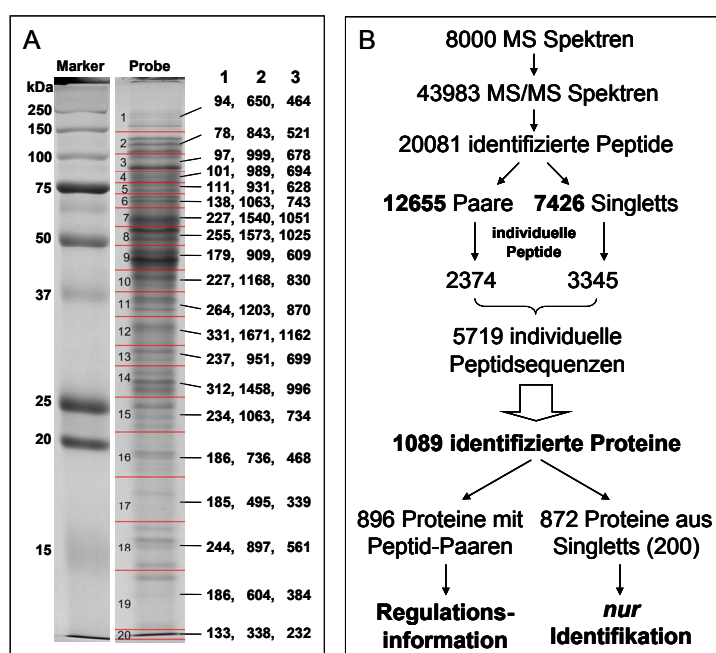 A
Marker Probe 1 2 3
kDa
250
150
100
75
50
37
25
20
15
1
2
3
4
5
6
7
8
9
10
11
12
13
14
15
16
17
18
19
20
94, 650, 464
78, 843, 521
97, 999, 678
101, 989, 694
111, 931, 628
138, 1063, 743
227, 1540, 1051
255, 1573, 1025
179, 909, 609
227, 1168, 830
264, 1203, 870
331, 1671, 1162
237, 951, 699
312, 1458, 996
234, 1063, 734
186, 736, 468
185, 495, 339
244, 897, 561
186, 604, 384
133, 338, 232
B
8000 MS Spektren
43983 MS/MS Spektren
20081 identifizierte Peptide
12655 Paare 7426 Singletts
individuelle
Peptide
2374 3345
5719 individuelle
Peptidsequenzen
1089 identifizierte Proteine
896 Proteine mit
Peptid-Paaren
872 Proteine aus
Singletts (200)
Regulations-
information
nur
Identifikation